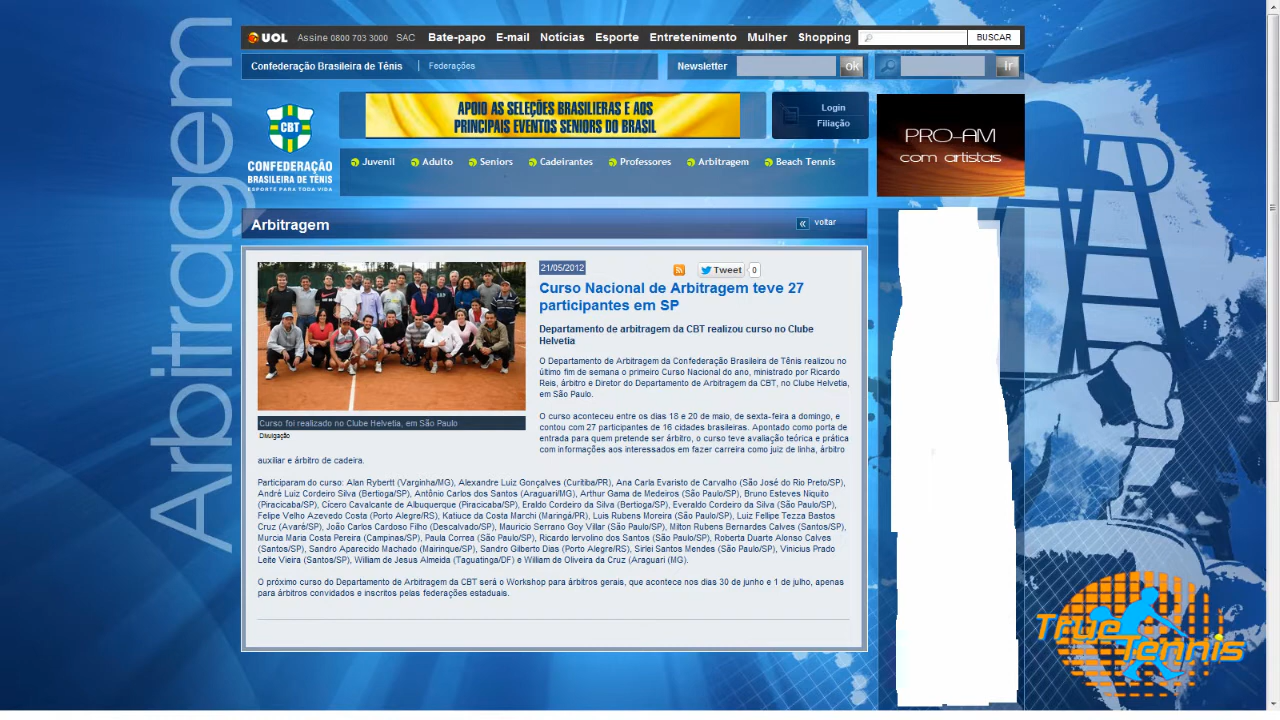 UOL Assine 0800 703 3000 SAC Bate-papo E-mail Notícias Esporte Entretenimento Mulher Shopping BUSCAR
Confederação Brasileira de Tênis | Federações Newsletter ok Ir
Arbitragem
CBT
CONFEDERAÇÃO
BRASILEIRA DE TÊNIS
ESPORTE PARA TODA VIDA
APOIO AS SELEÇÕES BRASILIERAS E AOS
PRINCIPAIS EVENTOS SENIORS DO BRASIL
Login
Filiação
PRO-AM
com artistas
Juvenil Adulto Seniors Cadeirantes Professores Arbitragem Beach Tennis
Arbitragem « voltar
21/05/2012 Tweet 0
Curso Nacional de Arbitragem teve 27
participantes em SP
Departamento de arbitragem da CBT realizou curso no Clube
Helvetia
Curso foi realizado no Clube Helvetia, em São Paulo
Divulgação
O Departamento de Arbitragem da Confederação Brasileira de Tênis realizou no
último fim de semana o primeiro Curso Nacional do ano, ministrado por Ricardo
Reis, árbitro e Diretor do Departamento de Arbitragem da CBT, no Clube Helvetia,
em São Paulo.
O curso aconteceu entre os dias 18 e 20 de maio, de sexta-feira a domingo, e
contou com 27 participantes de 16 cidades brasileiras. Apontado como porta de
entrada para quem pretende ser árbitro, o curso teve avaliação teórica e prática
com informações aos interessados em fazer carreira como juiz de linha, árbitro
auxiliar e árbitro de cadeira.
Participaram do curso: Alan Rybertt (Varginha/MG), Alexandre Luiz Gonçalves (Curitiba/PR), Ana Carla Evaristo de Carvalho (São José do Rio Preto/SP),
André Luiz Cordeiro Silva (Bertioga/SP), Antônio Carlos dos Santos (Araguari/MG), Arthur Gama de Medeiros (São Paulo/SP), Bruno Esteves Niquito
(Piracicaba/SP), Cícero Cavalcante de Albuquerque (Piracicaba/SP), Eraldo Cordeiro da Silva (Bertioga/SP), Everaldo Cordeiro da Silva (São Paulo/SP),
Felipe Velho Azevedo Costa (Porto Alegre/RS), Katiuce da Costa Marchi (Maringá/PR), Luis Rubens Moreira (São Paulo/SP), Luiz Fellipe Tezza Bastos
Cruz (Avaré/SP), João Carlos Cardoso Filho (Descalvado/SP), Mauricio Serrano Goy Villar (São Paulo/SP), Milton Rubens Bernardes Calves (Santos/SP),
Murcia Maria Costa Pereira (Campinas/SP), Paula Correa (São Paulo/SP), Ricardo Iervolino dos Santos (São Paulo/SP), Roberta Duarte Alonso Calves
(Santos/SP), Sandro Aparecido Machado (Mairinque/SP), Sandro Gilberto Dias (Porto Alegre/RS), Sirlei Santos Mendes (São Paulo/SP), Vinicius Prado
Leite Vieira (Santos/SP), William de Jesus Almeida (Taguatinga/DF) e William de Oliveira da Cruz (Araguari (MG).
O próximo curso do Departamento de Arbitragem da CBT será o Workshop para árbitros gerais, que acontece nos dias 30 de junho e 1 de julho, apenas
para árbitros convidados e inscritos pelas federações estaduais.
True
Tennis